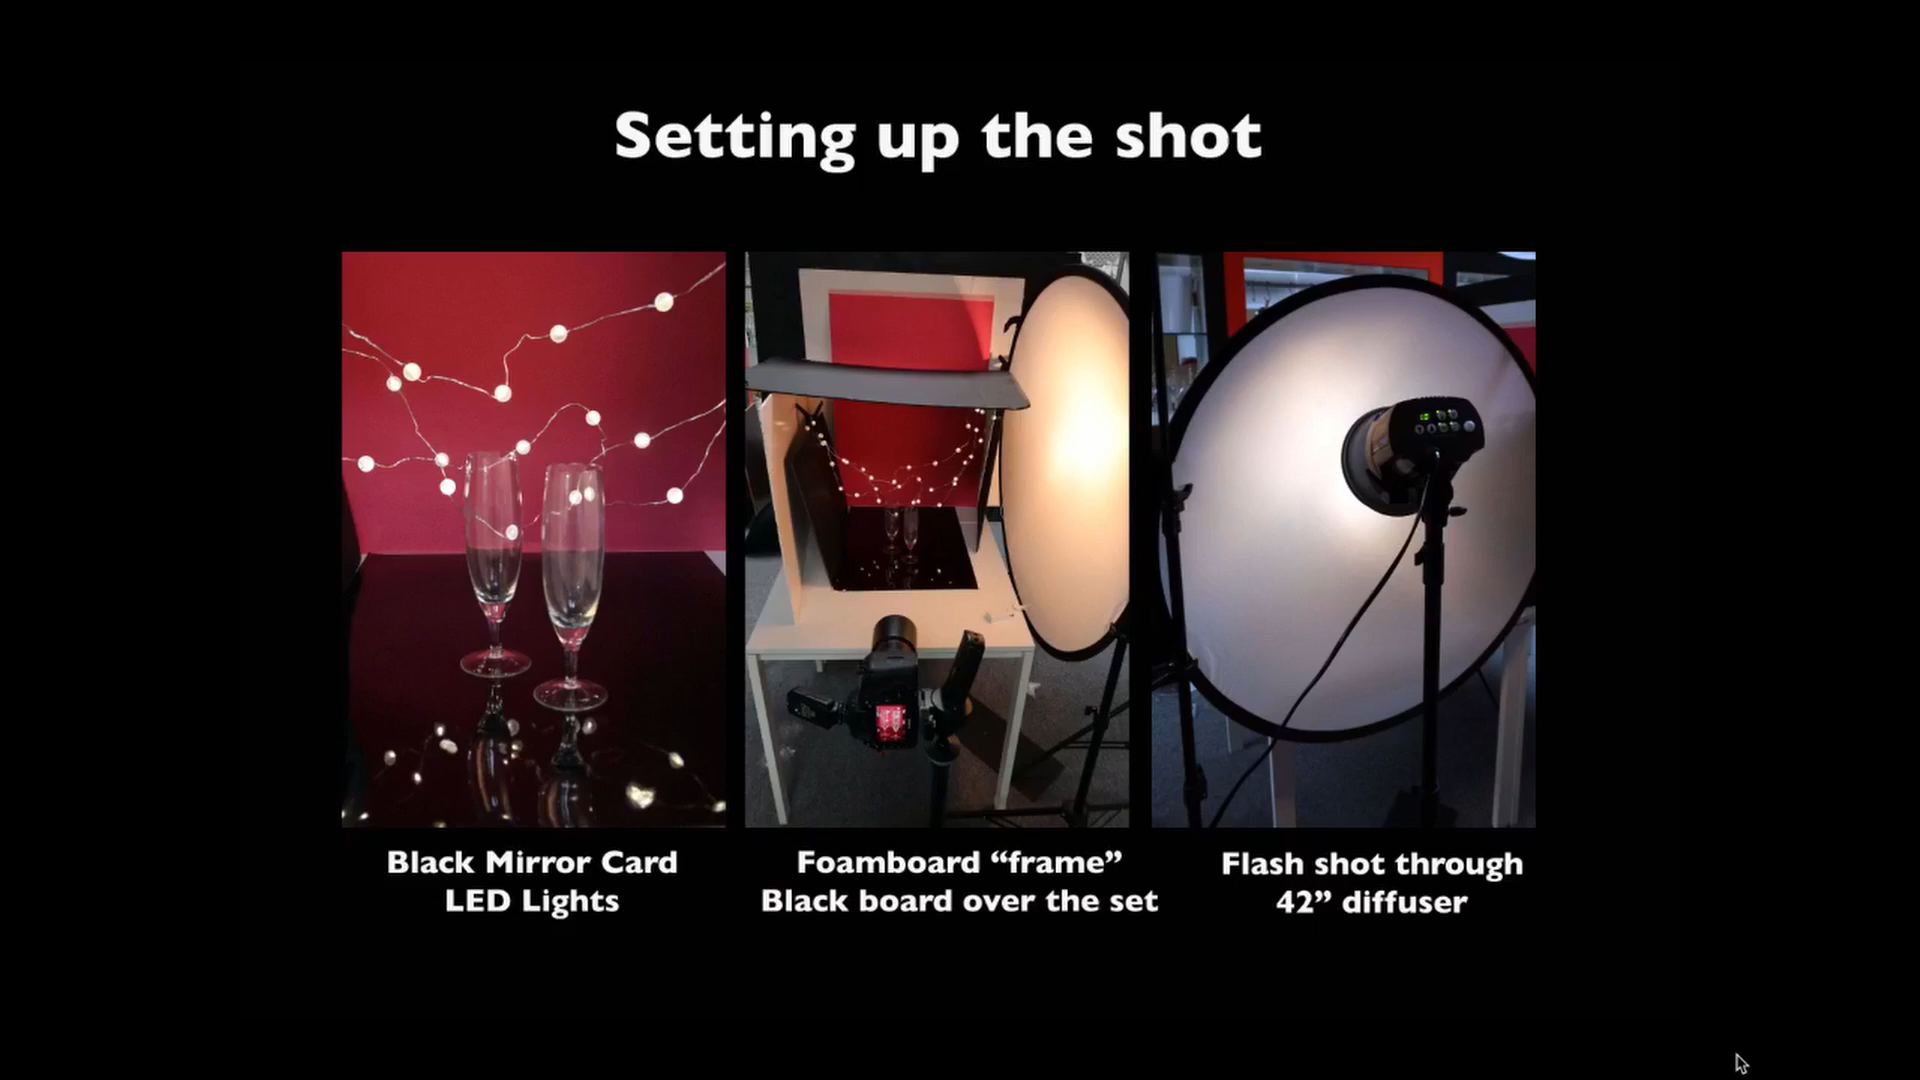 Setting up the shot
Black Mirror Card
LED Lights
Foamboard “frame”
Black board over the set
Flash shot through
42” diffuser